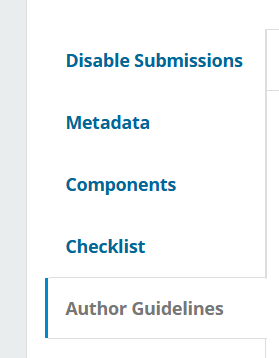 Disable Submissions
Metadata
Components
Checklist
Author Guidelines